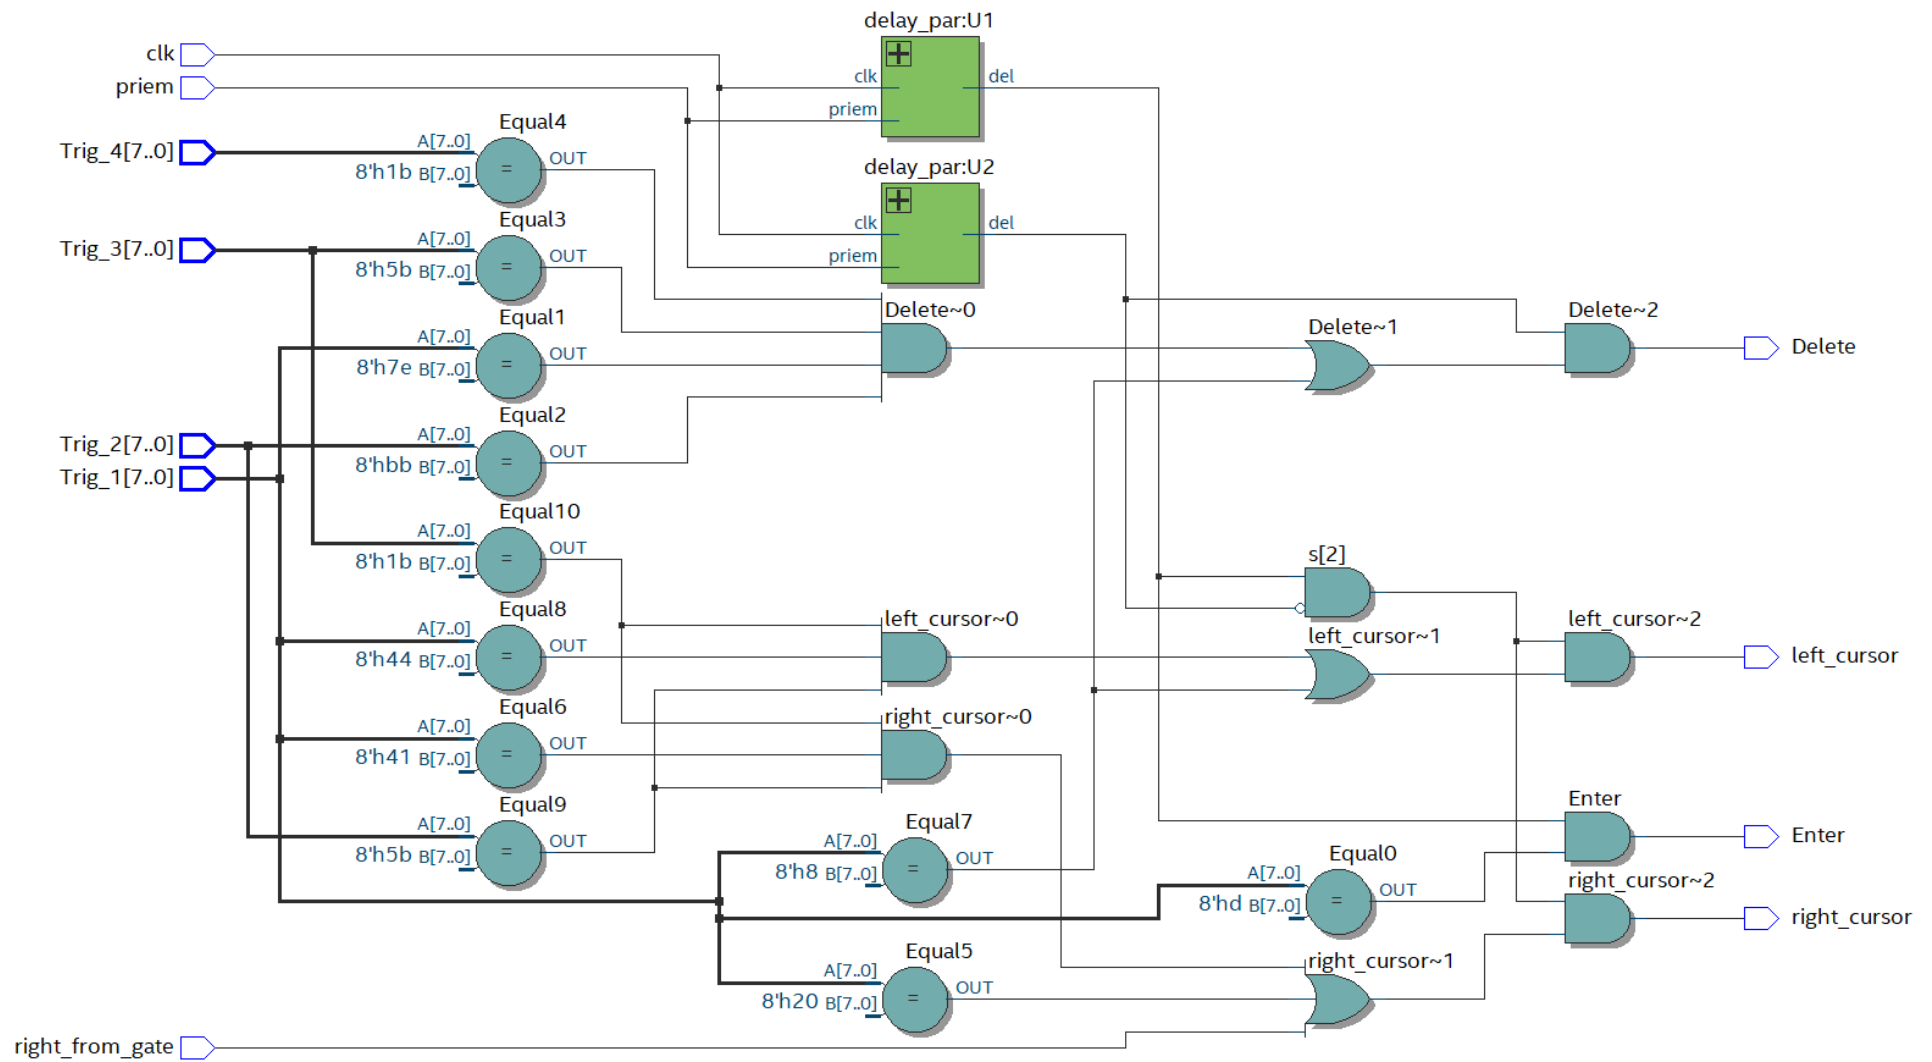 delay_par:U1
clk
clk
del
priem
priem
Equal4
Trig_4[7..0]
A[7..0]
OUT
8'h1b B[7..0]
=
delay_par:U2
Equal3
clk
del
Trig_3[7..0]
A[7..0]
OUT
priem
8'h5b B[7..0]
=
Equal1
Delete~0
Delete~1
Delete~2
A[7..0]
OUT
8'h7e B[7..0]
=
Delete
Equal2
Trig_2[7..0]
A[7..0]
OUT
8'hbb B[7..0]
=
Trig_1[7..0]
Equal10
A[7..0]
OUT
8'h1b B[7..0]
=
s[2]
Equal8
left_cursor~0
left_cursor~1
left_cursor~2
A[7..0]
OUT
8'h44 B[7..0]
=
left_cursor
Equal6
right_cursor~0
A[7..0]
OUT
8'h41 B[7..0]
=
Equal9
Enter
A[7..0]
OUT
8'h5b B[7..0]
=
Enter
Equal7
A[7..0]
OUT
8'h8 B[7..0]
=
Equal0
A[7..0]
OUT
8'hd B[7..0]
=
right_cursor~2
right_cursor
Equal5
right_cursor~1
A[7..0]
OUT
8'h20 B[7..0]
=
right_from_gate